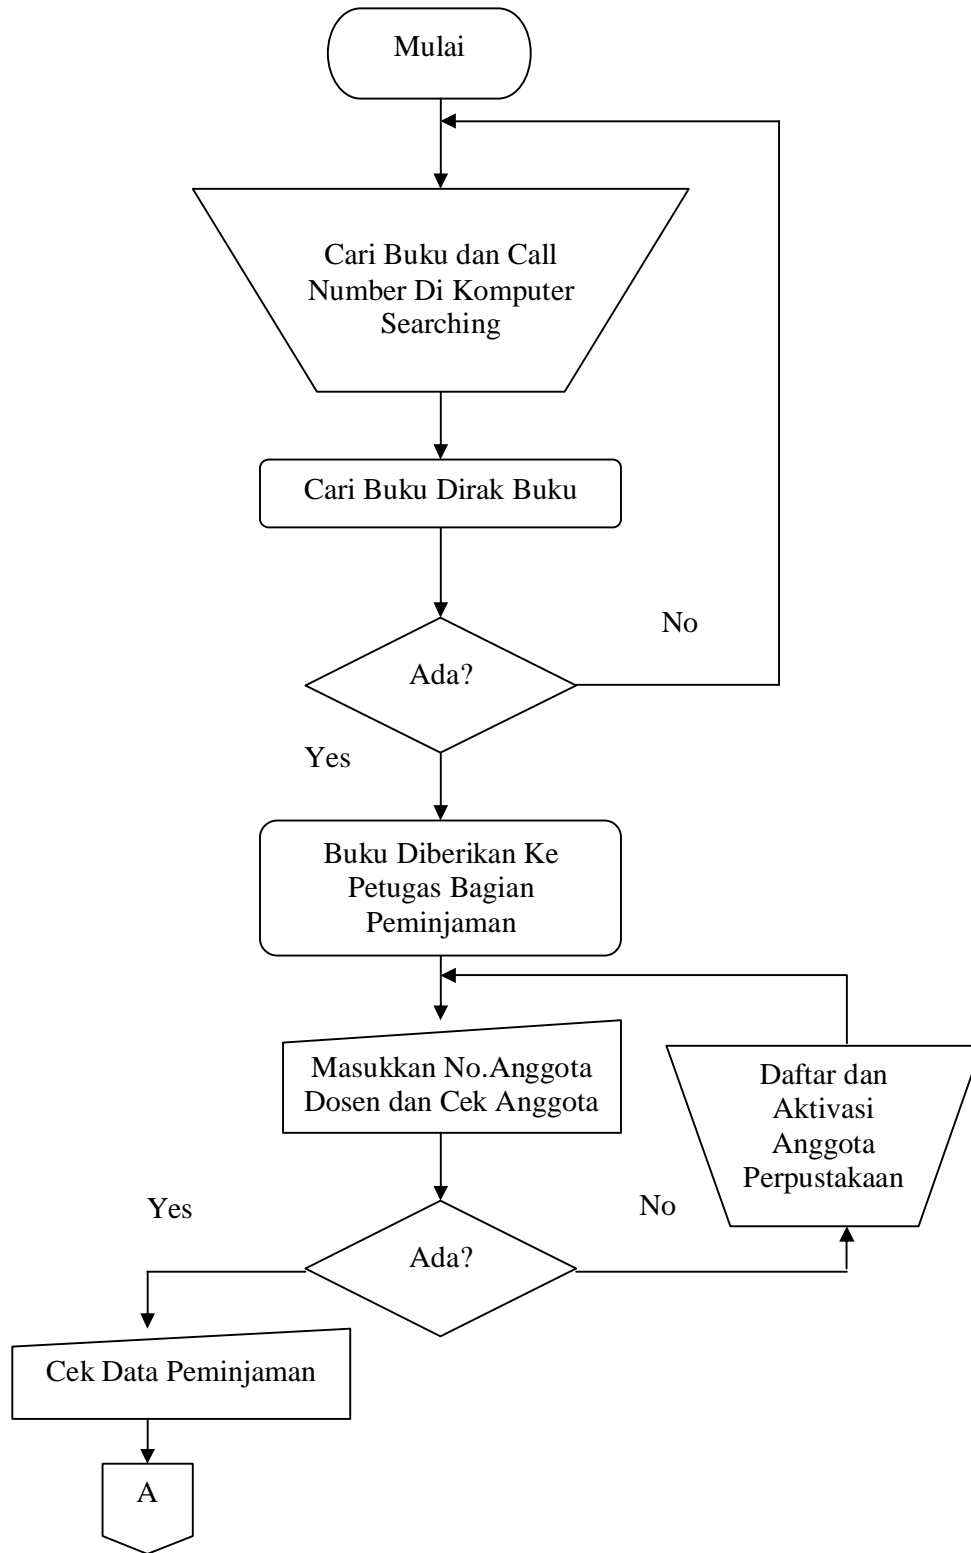 Mulai
Cari Buku dan Call
Number Di Komputer
Searching
Cari Buku Dirak Buku
No
Ada?
Yes
Buku Diberikan Ke
Petugas Bagian
Peminjaman
Masukkan No.Anggota
Dosen dan Cek Anggota
Daftar dan
Aktivasi
Anggota
Perpustakaan
Yes
No
Ada?
Cek Data Peminjaman
A